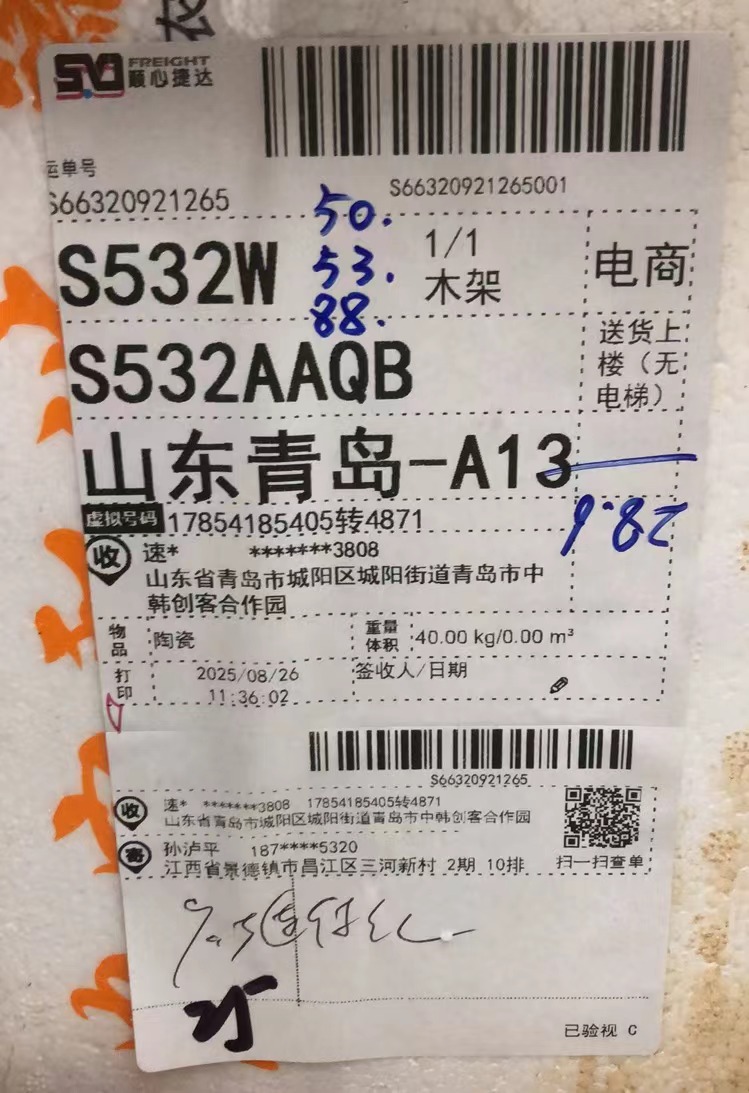 农
SXD FREIGHT
顺心捷达
运单号
S66320921265
S66320921265001
S532W
50.
53.
88.
1/1
木架
电商
S532AAQB
送货上
楼（无
电梯）
山东青岛-A13
虚拟号码 17854185405转4871
28.6
收 速* *******3808
山东省青岛市城阳区城阳街道青岛市中
韩创客合作园
物品 陶瓷
重量体积 40.00 kg/0.00 m³
打印 2025/08/26
11:36:02
签收人/日期
S66320921265
收 速* *******3808 17854185405转4871
山东省青岛市城阳区城阳街道青岛市中韩创客合作园
寄 孙泸平 187****5320
江西省景德镇市昌江区三河新村 2期 10排
扫一扫查单
25
已验视 C